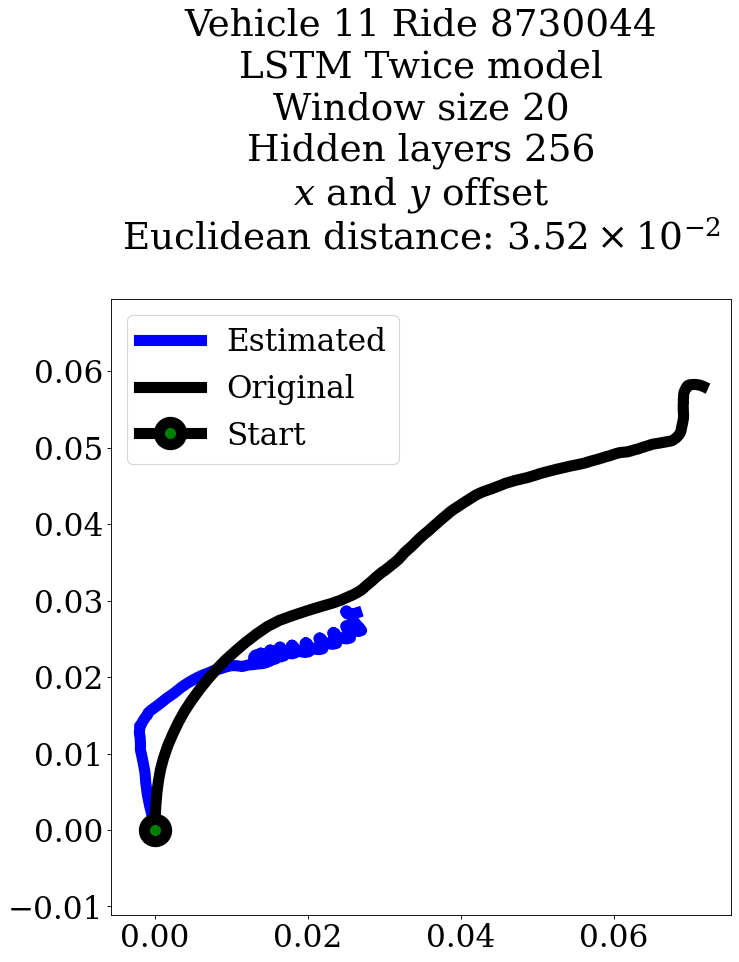 Vehicle 11 Ride 8730044
LSTM Twice model
Window size 20
Hidden layers 256
x and y offset
Euclidean distance: 3.52 × 10⁻²
Estimated
Original
Start
0.06
0.05
0.04
0.03
0.02
0.01
0.00
−0.01
0.00 0.02 0.04 0.06